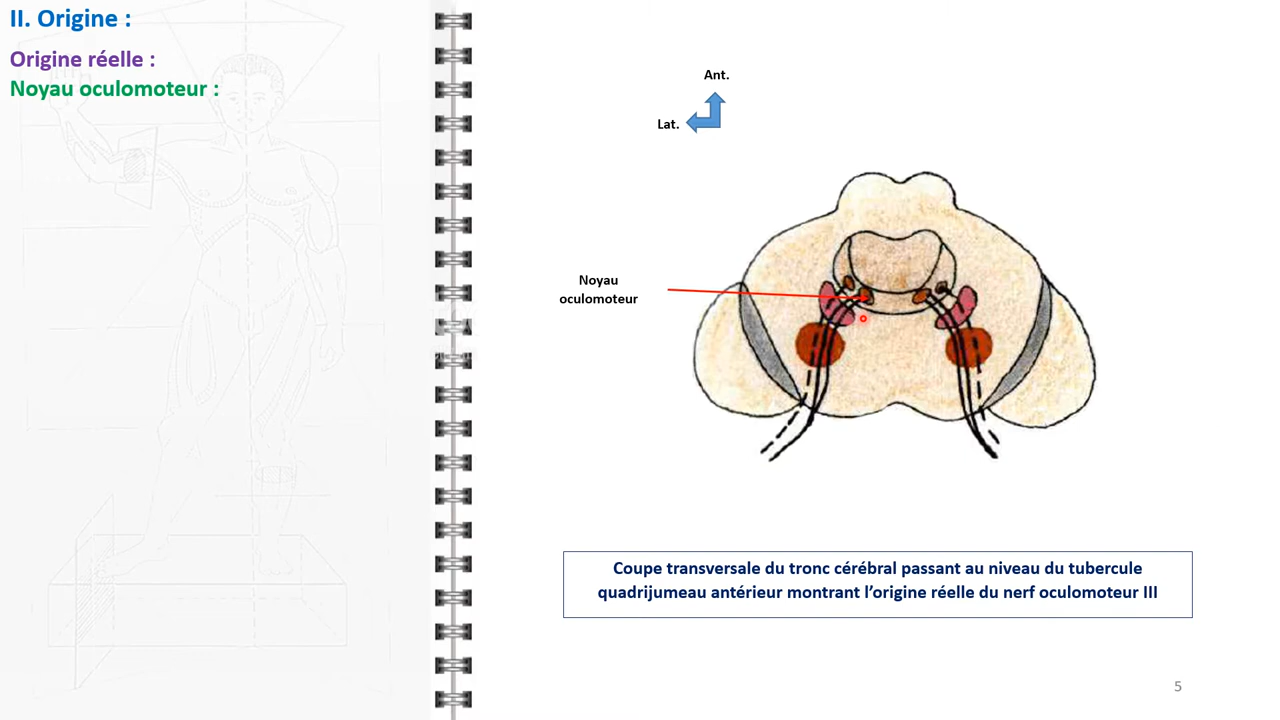 II. Origine :
Origine réelle :
Noyau oculomoteur :
Ant.
Lat.
Noyau
oculomoteur
Coupe transversale du tronc cérébral passant au niveau du tubercule
quadrijumeau antérieur montrant l’origine réelle du nerf oculomoteur III
5